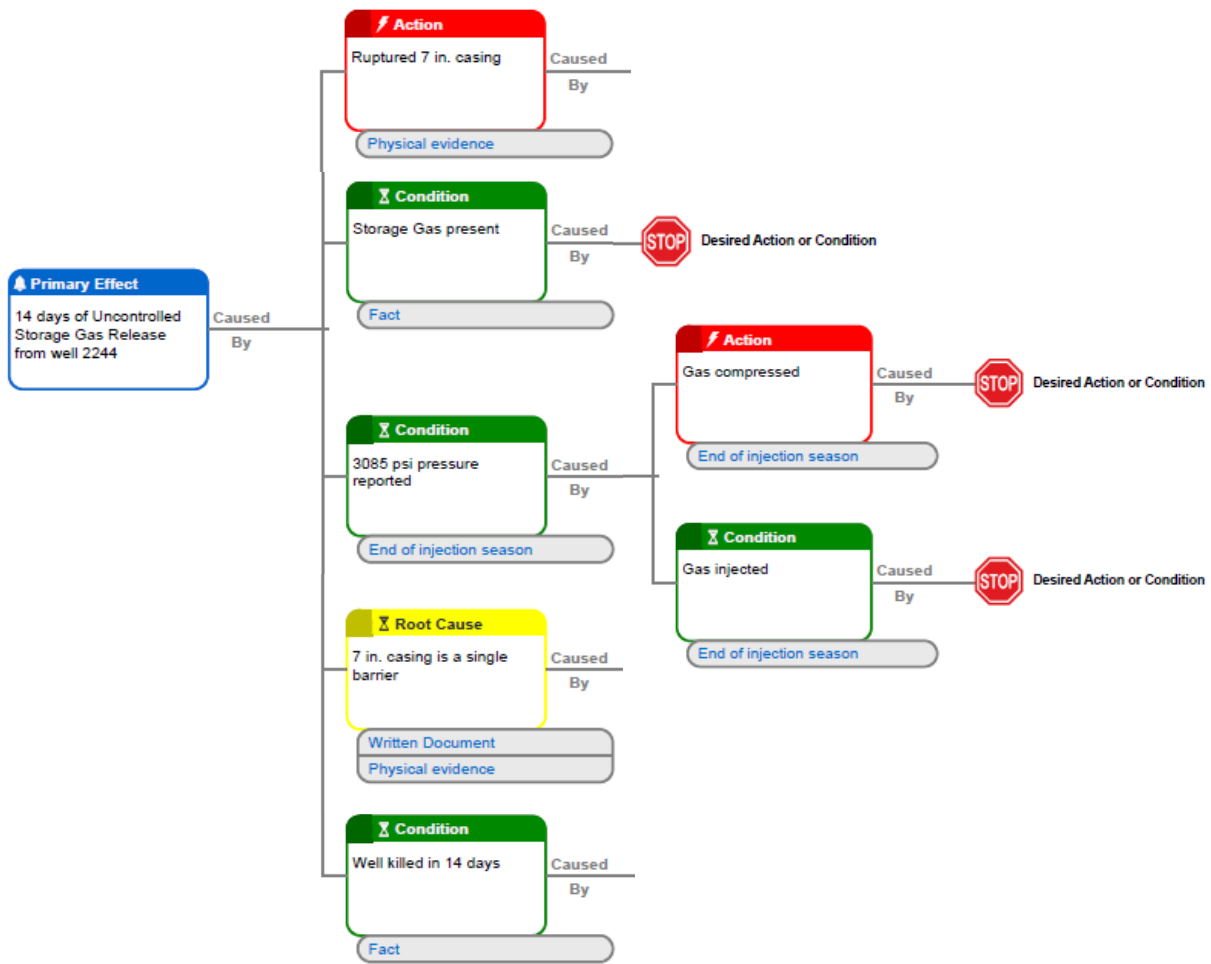 Action
Ruptured 7 in. casing
Caused
By
Physical evidence
Condition
Storage Gas present
Caused
By
STOP
Desired Action or Condition
Fact
Primary Effect
14 days of Uncontrolled
Storage Gas Release
from well 2244
Caused
By
Action
Gas compressed
Caused
By
STOP
Desired Action or Condition
End of injection season
Condition
3085 psi pressure
reported
Caused
By
End of injection season
Condition
Gas injected
Caused
By
STOP
Desired Action or Condition
End of injection season
Root Cause
7 in. casing is a single
barrier
Caused
By
Written Document
Physical evidence
Condition
Well killed in 14 days
Caused
By
Fact